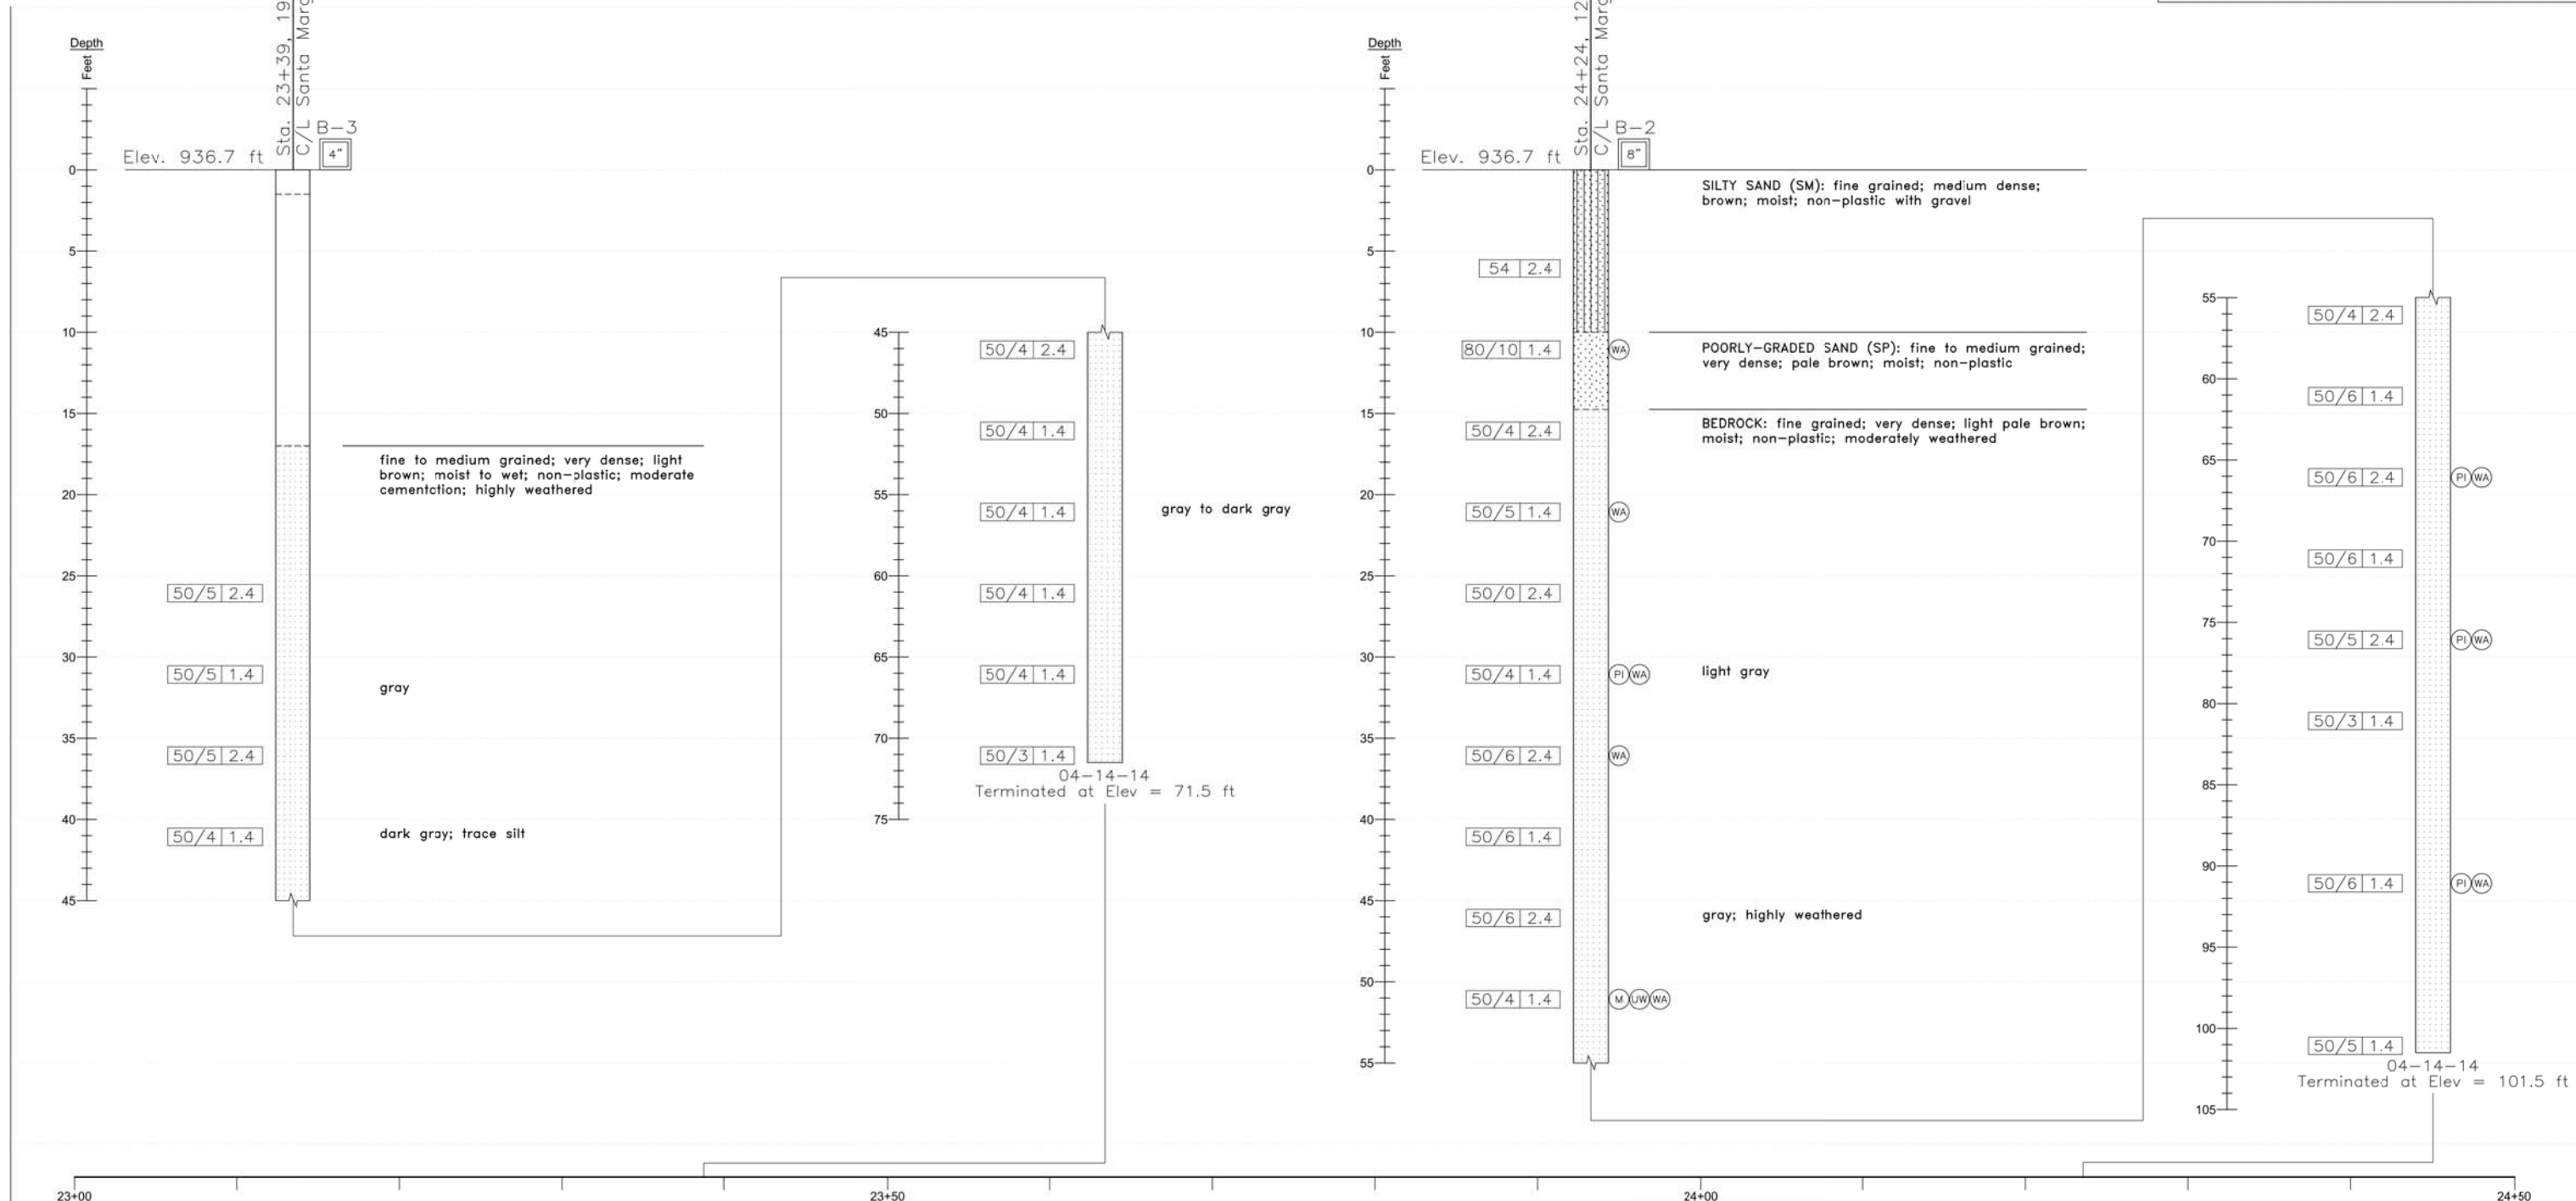 Depth
Feet
Sta. 23+39, 19
C/L Santa Marg
B-3
4"
Elev. 936.7 ft
0
5
10
15
20
25
30
35
40
45
fine to medium grained; very dense; light
brown; moist to wet; non-plastic; moderate
cementction; highly weathered
50/5 2.4
50/5 1.4
gray
50/5 2.4
50/4 1.4
dark gray; trace silt
45
50
55
60
65
70
75
50/4 2.4
50/4 1.4
50/4 1.4
gray to dark gray
50/4 1.4
50/4 1.4
50/3 1.4
04-14-14
Terminated at Elev = 71.5 ft
Depth
Feet
Sta. 24+24, 12
C/L Santa Marg
B-2
8"
Elev. 936.7 ft
0
5
10
15
20
25
30
35
40
45
50
55
SILTY SAND (SM): fine grained; medium dense;
brown; moist; non-plastic with gravel
54 2.4
80/10 1.4 WA
POORLY-GRADED SAND (SP): fine to medium grained;
very dense; pale brown; moist; non-plastic
BEDROCK: fine grained; very dense; light pale brown;
moist; non-plastic; moderately weathered
50/4 2.4
50/5 1.4 WA
50/0 2.4
50/4 1.4 PI WA
light gray
50/6 2.4 WA
50/6 1.4
50/6 2.4
gray; highly weathered
50/4 1.4 M UW WA
55
60
65
70
75
80
85
90
95
100
105
50/4 2.4
50/6 1.4
50/6 2.4 PI WA
50/6 1.4
50/5 2.4 PI WA
50/3 1.4
50/6 1.4 PI WA
50/5 1.4
04-14-14
Terminated at Elev = 101.5 ft
23+00
23+50
24+00
24+50